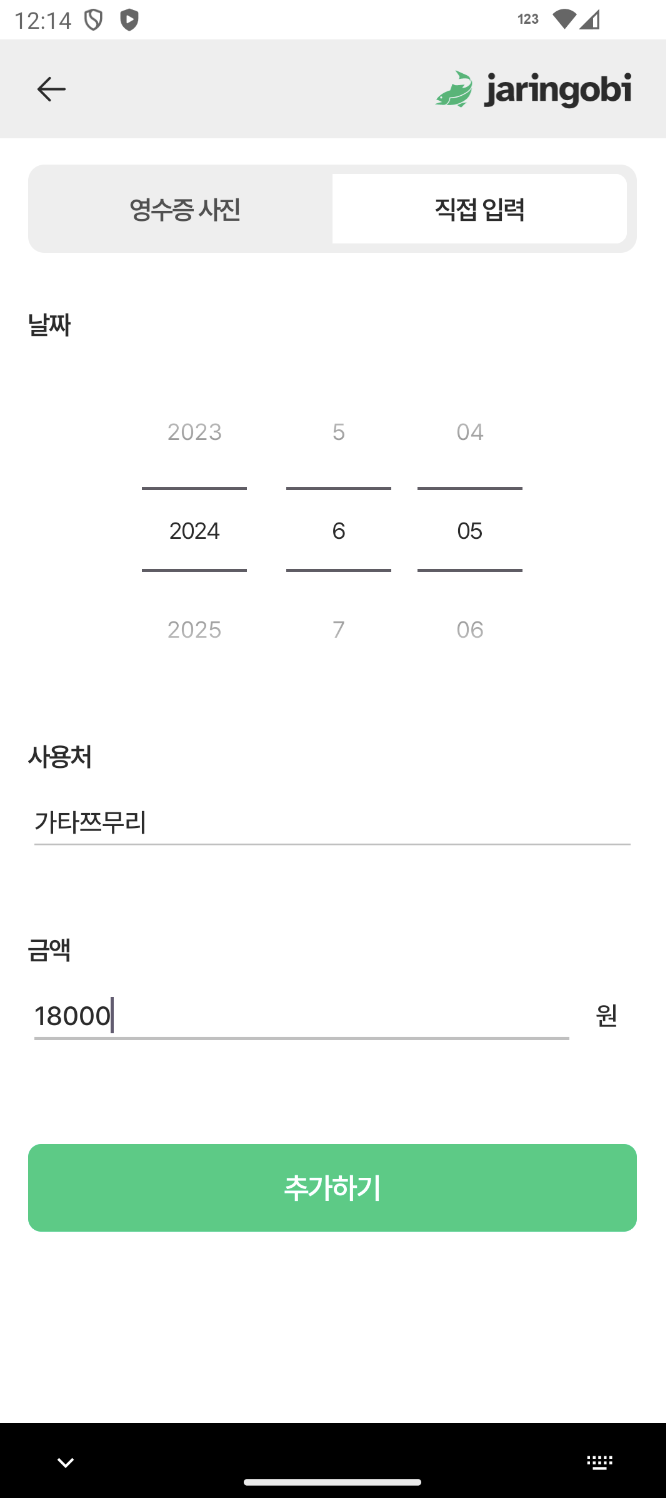 12:14
123
jaringobi
영수증 사진
직접 입력
날짜
2023 5 04
2024 6 05
2025 7 06
사용처
가타쯔무리
금액
18000 원
추가하기